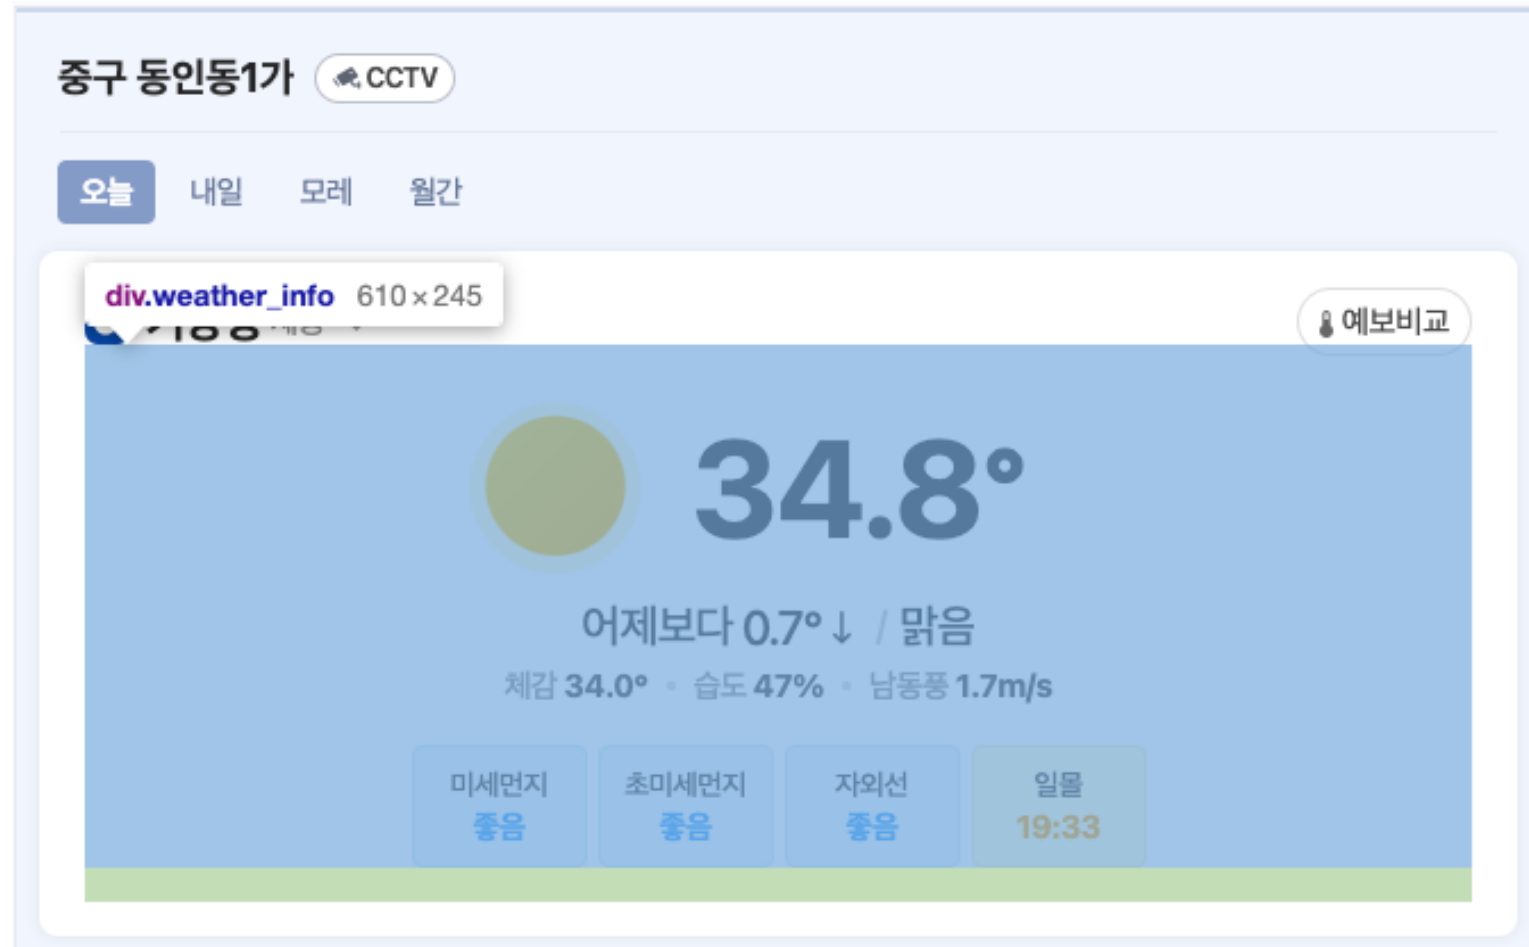 중구 동인동1가 CCTV
오늘 내일 모레 월간
div.weather_info 610×245
예보비교
34.8°
어제보다 0.7°↓ / 맑음
체감 34.0° · 습도 47% · 남동풍 1.7m/s
미세먼지 초미세먼지 자외선 일몰
좋음 좋음 좋음 19:33